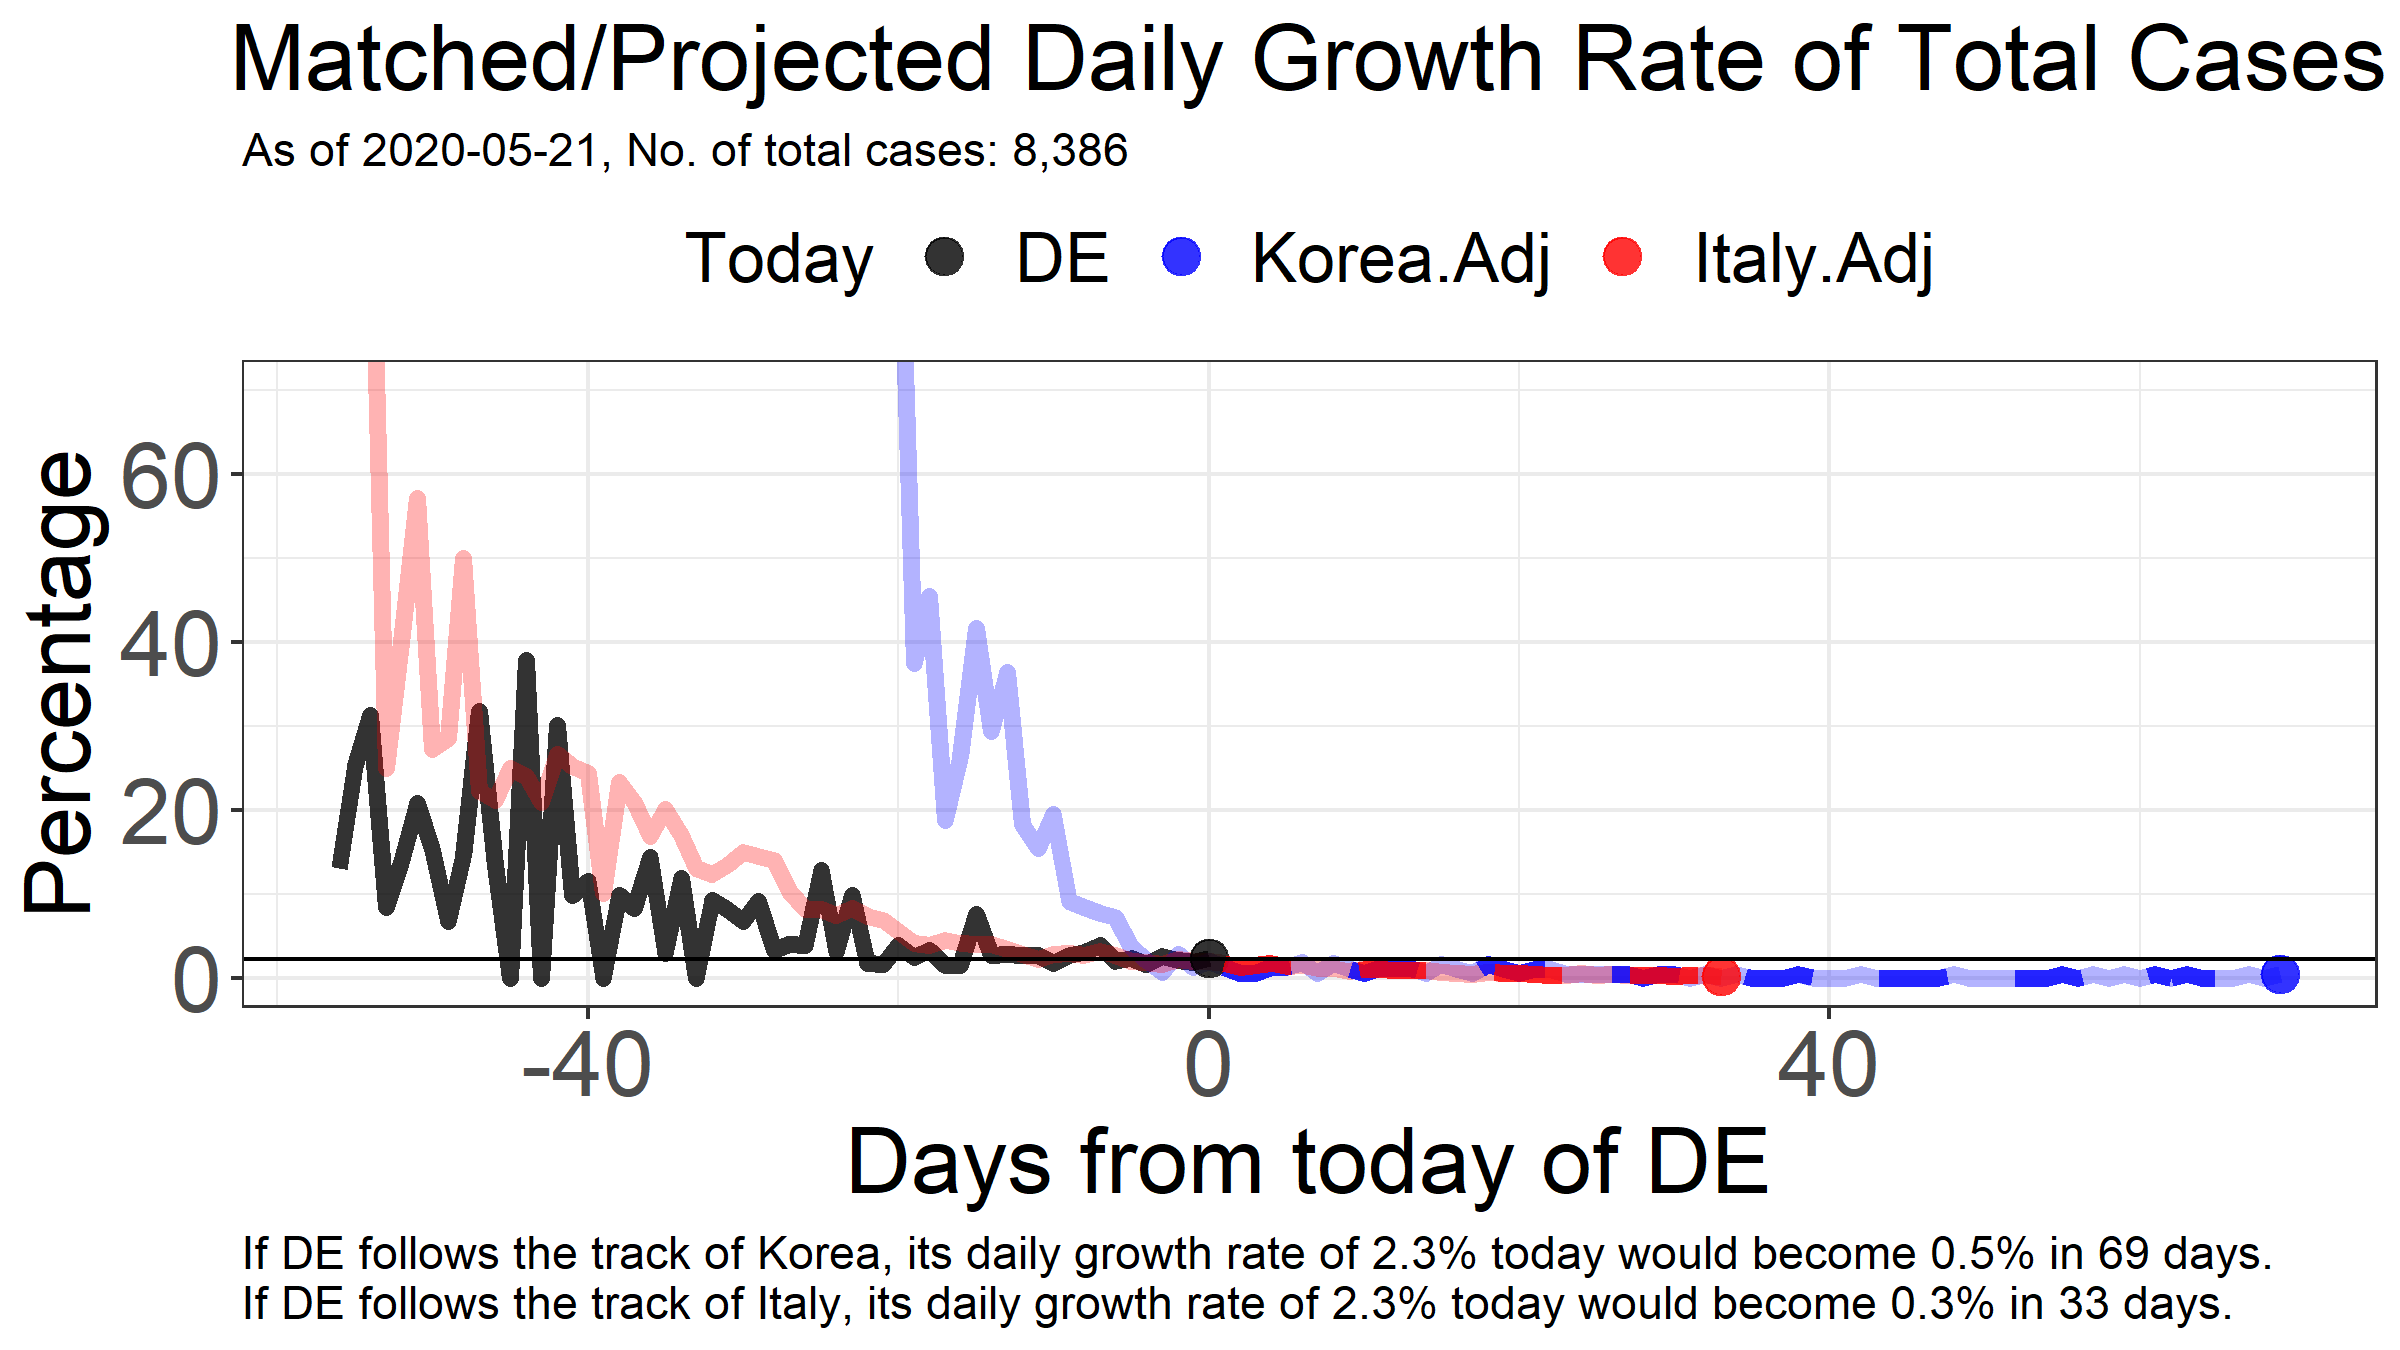 Matched/Projected Daily Growth Rate of Total Cases
As of 2020-05-21, No. of total cases: 8,386
Today DE Korea.Adj Italy.Adj
Percentage
60
40
20
0
-40 0 40
Days from today of DE
If DE follows the track of Korea, its daily growth rate of 2.3% today would become 0.5% in 69 days.
If DE follows the track of Italy, its daily growth rate of 2.3% today would become 0.3% in 33 days.